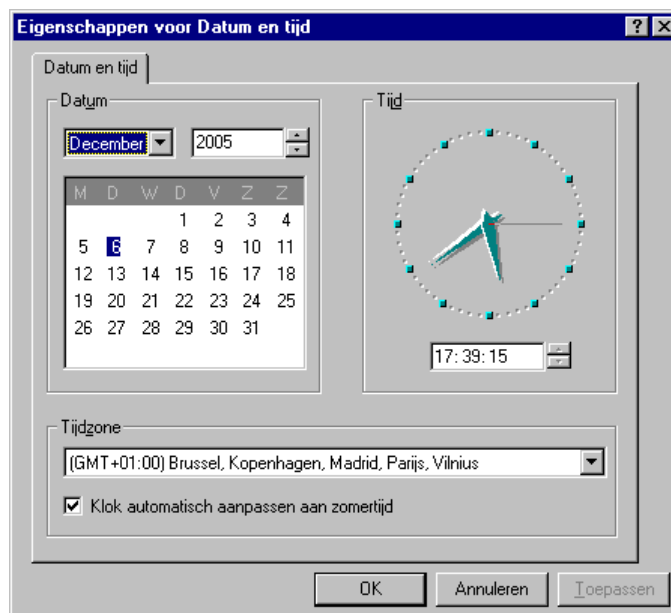 Eigenschappen voor Datum en tijd
Datum en tijd
Datum
December
2005
M D W D V Z Z
1 2 3 4
5 6 7 8 9 10 11
12 13 14 15 16 17 18
19 20 21 22 23 24 25
26 27 28 29 30 31
Tijd
17:39:15
Tijdzone
(GMT+01:00) Brussel, Kopenhagen, Madrid, Parijs, Vilnius
Klok automatisch aanpassen aan zomertijd
OK
Annuleren
Toepassen